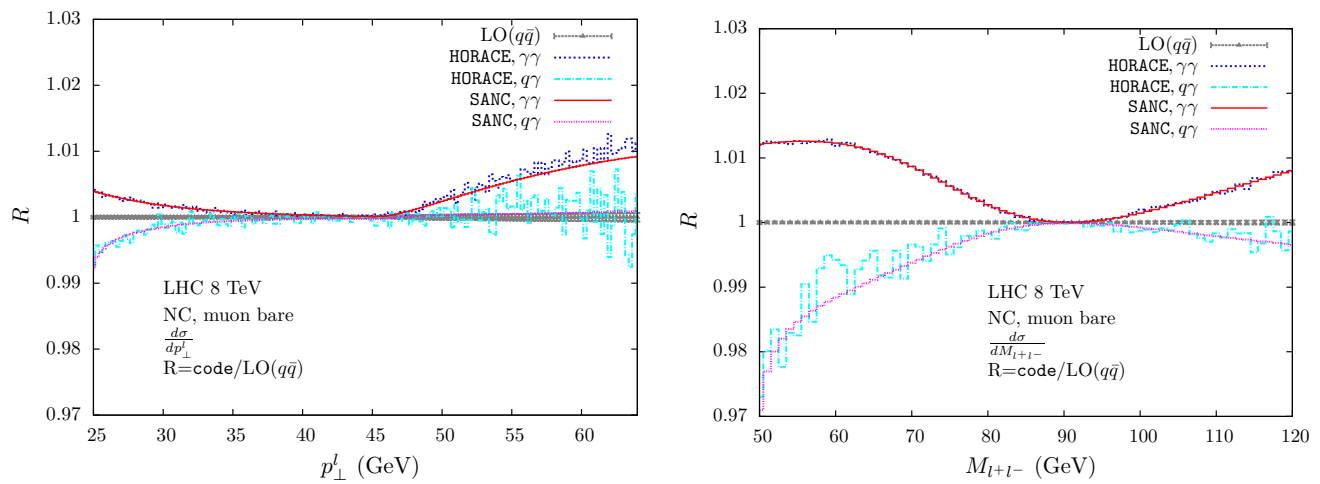 1.03
1.02
1.01
1
0.99
0.98
0.97
R
LO(qq̄)
HORACE, γγ
HORACE, qγ
SANC, γγ
SANC, qγ
LHC 8 TeV
NC, muon bare
dσ/dp⊥^l
R=code/LO(qq̄)
25 30 35 40 45 50 55 60
p⊥^l (GeV)
1.03
1.02
1.01
1
0.99
0.98
0.97
R
LO(qq̄)
HORACE, γγ
HORACE, qγ
SANC, γγ
SANC, qγ
LHC 8 TeV
NC, muon bare
dσ/dM_{l+l−}
R=code/LO(qq̄)
50 60 70 80 90 100 110 120
M_{l+l−} (GeV)